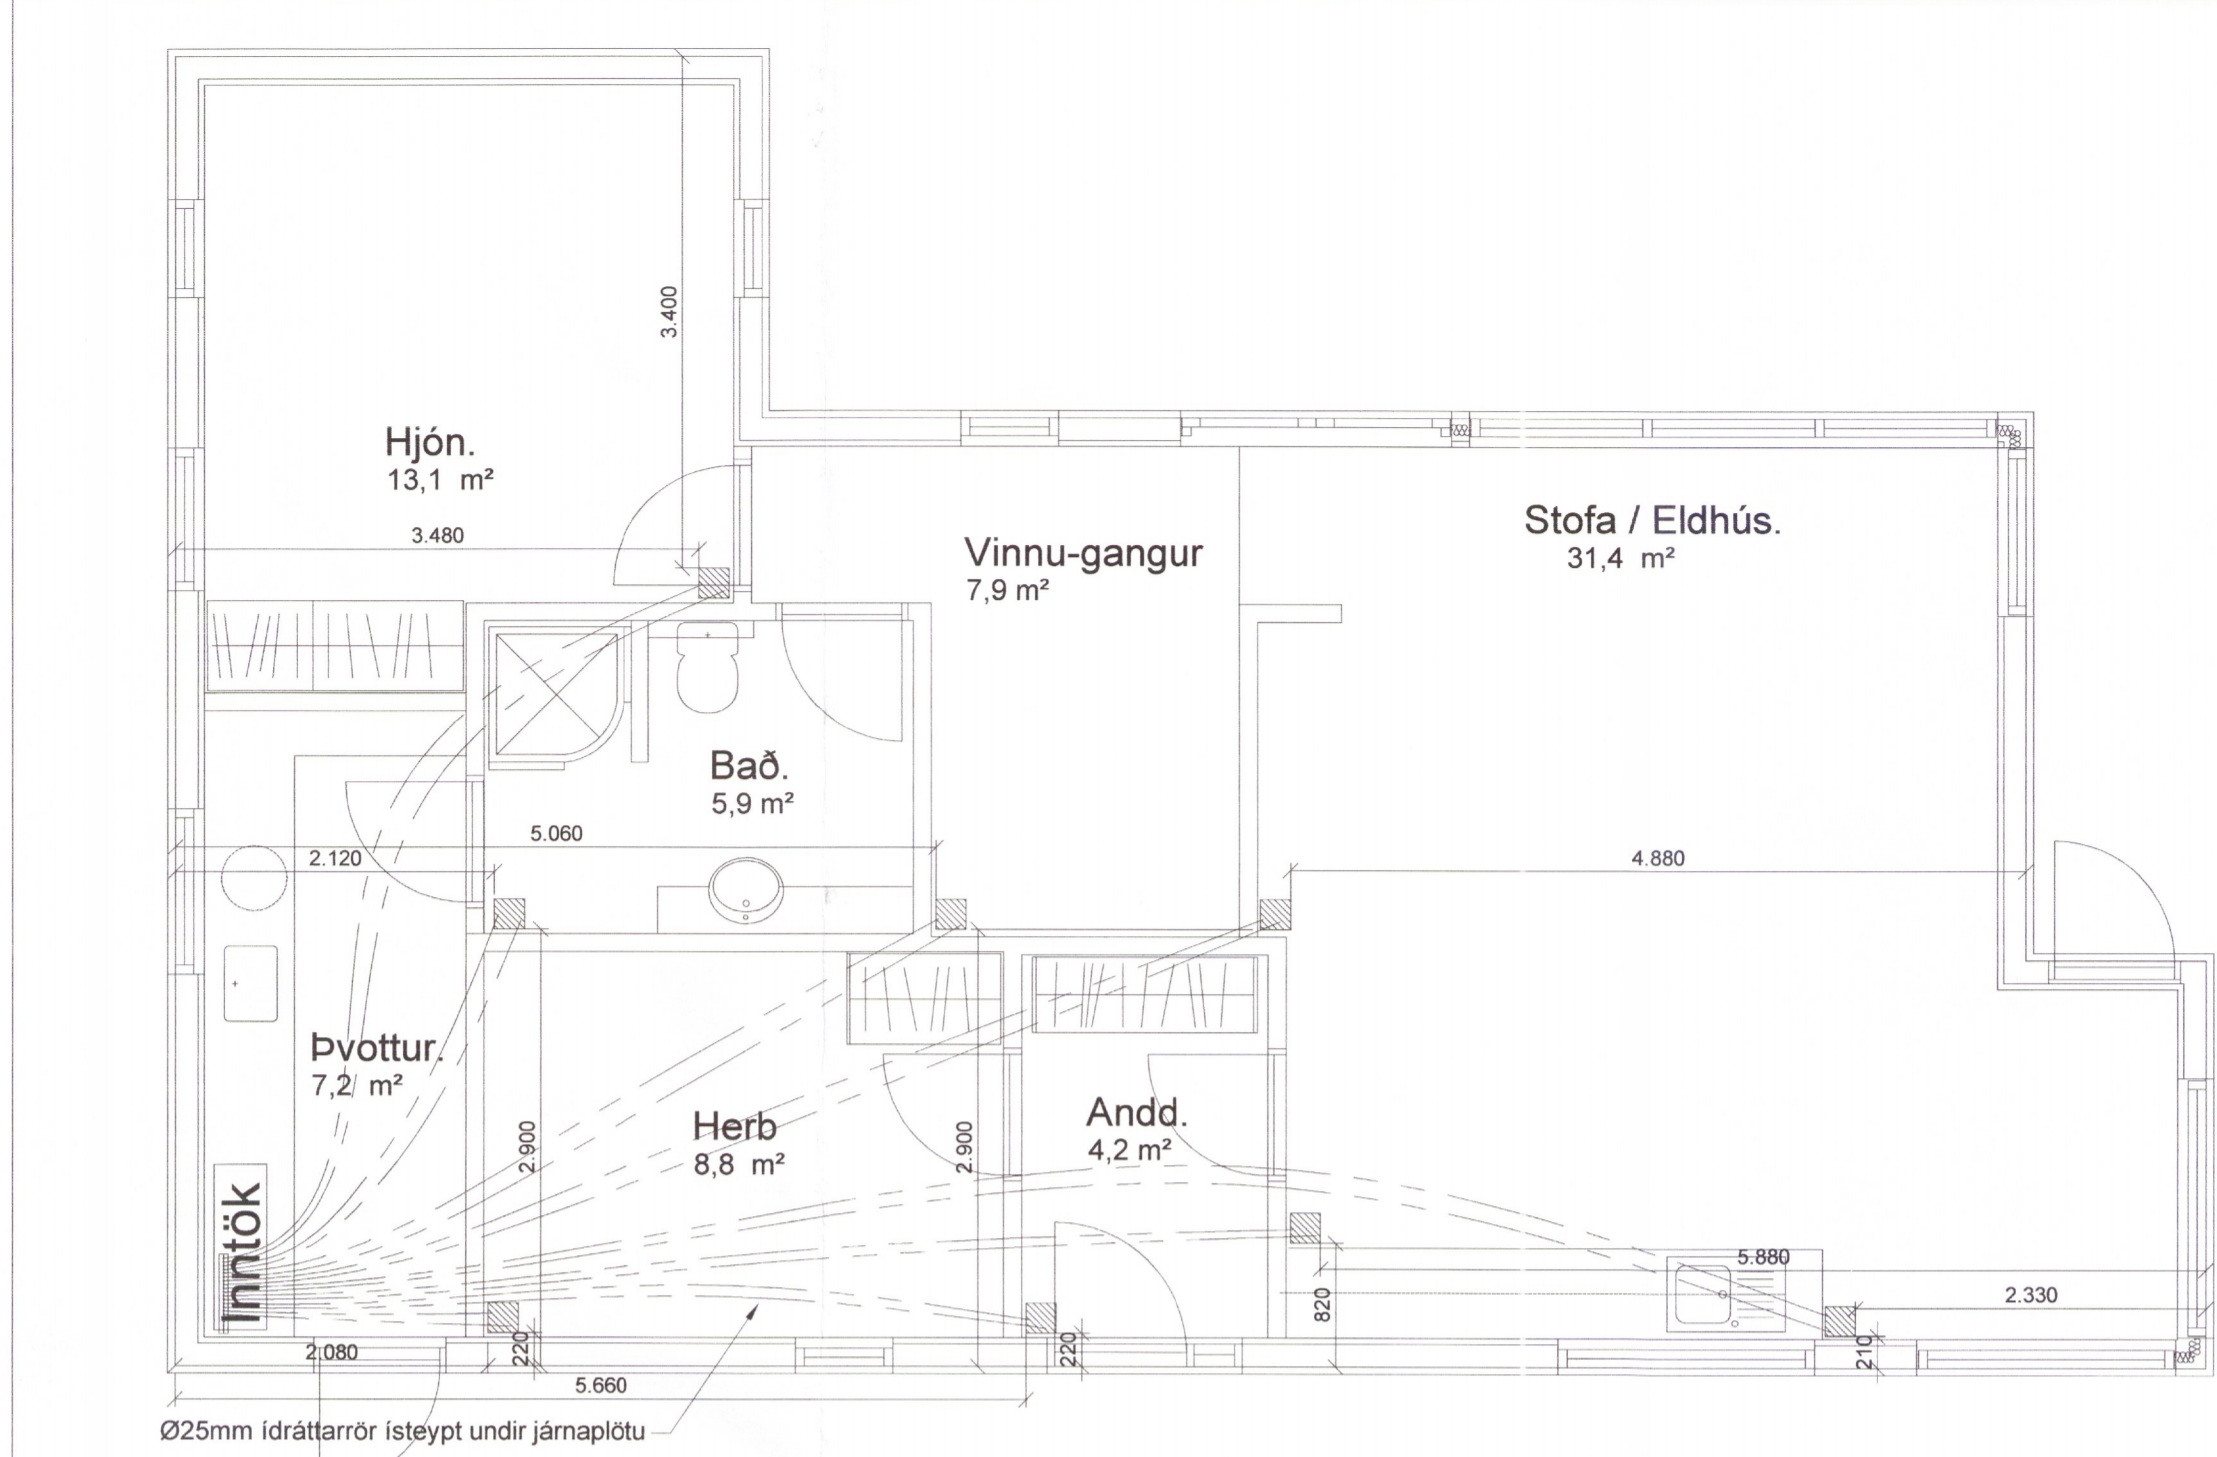 3.400
Hjón.
13,1 m²
3.480
Stofa / Eldhús.
31,4 m²
Vinnu-gangur
7,9 m²
Bað.
5,9 m²
5.060
2.120
4.880
Þvottur.
7,2 m²
Herb
8,8 m²
2.900
2.900
Andd.
4,2 m²
Inntök
5.880
2.330
820
2.080
220
220
210
5.660
Ø25mm ídráttarrör ísteypt undir járnaplötu